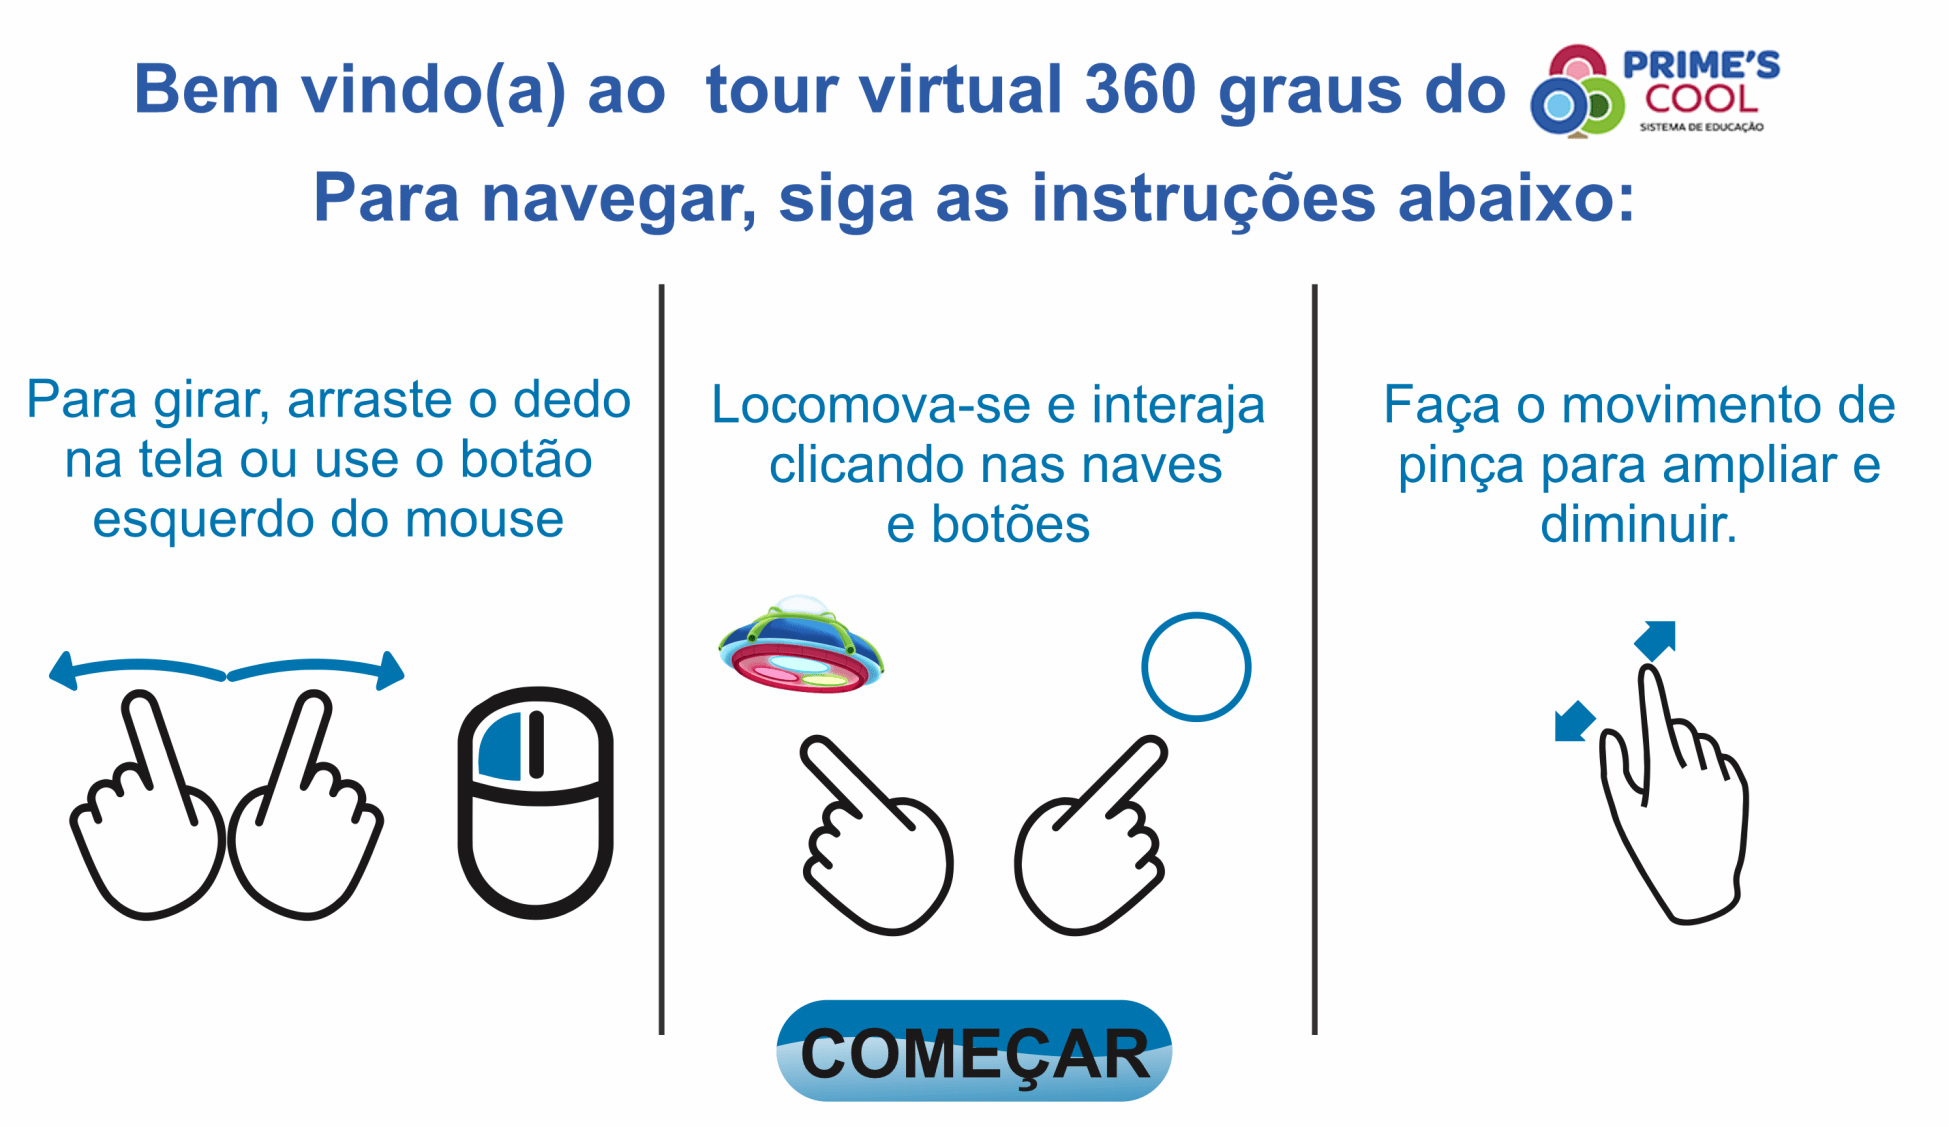 Bem vindo(a) ao tour virtual 360 graus do PRIME'S COOL SISTEMA DE EDUCAÇÃO
Para navegar, siga as instruções abaixo:
Para girar, arraste o dedo
na tela ou use o botão
esquerdo do mouse
Locomova-se e interaja
clicando nas naves
e botões
Faça o movimento de
pinça para ampliar e
diminuir.
COMEÇAR